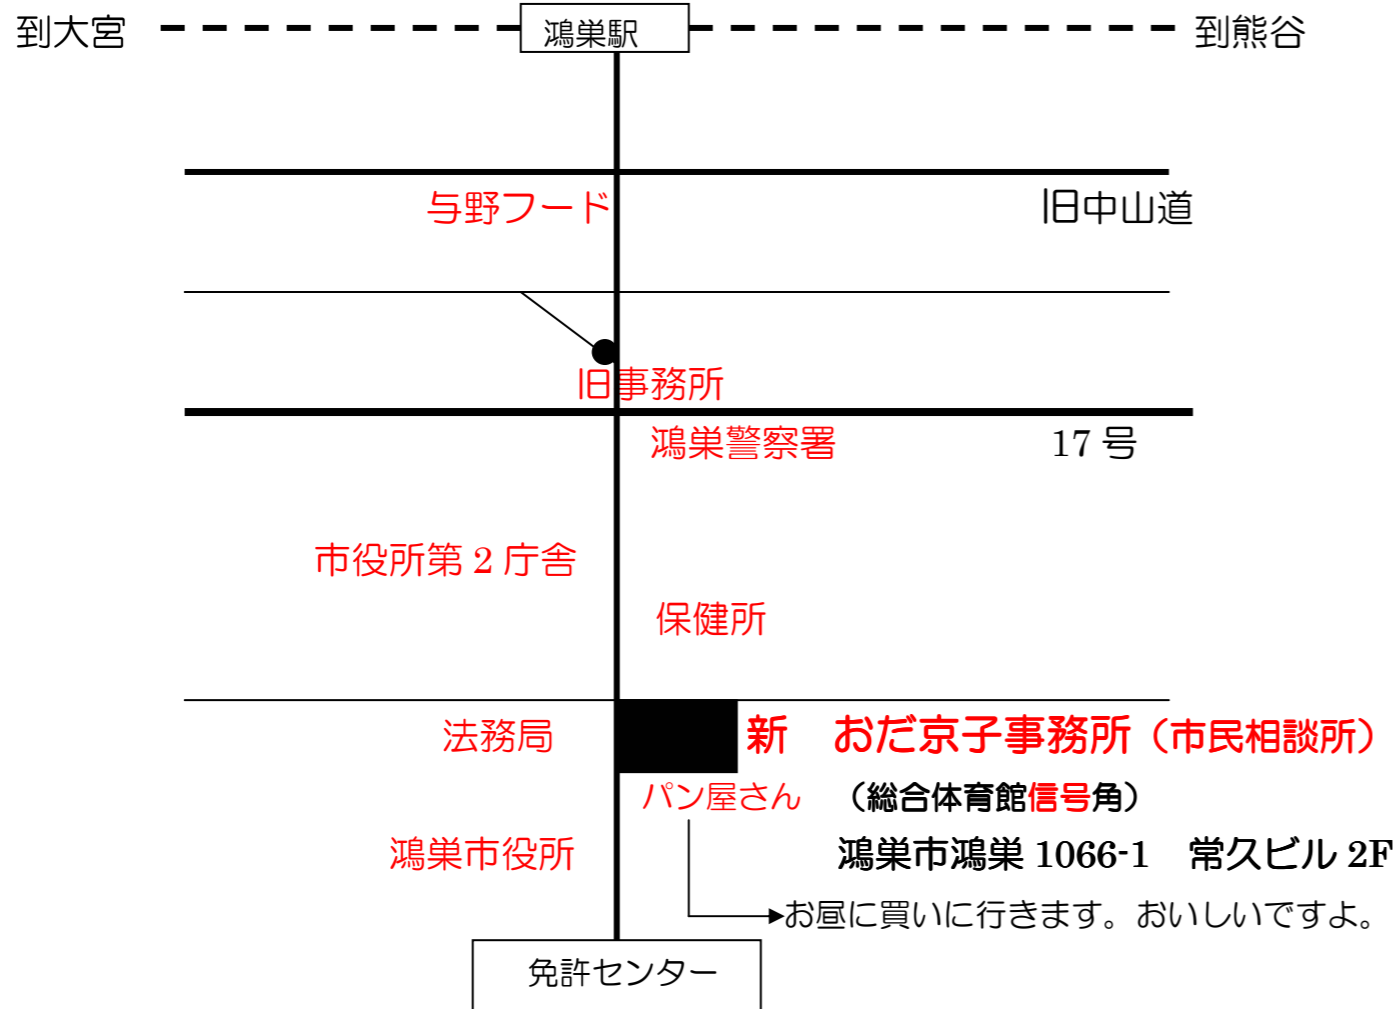 到大宮
鴻巣駅
到熊谷
与野フード
旧中山道
旧事務所
鴻巣警察署
17号
市役所第2庁舎
保健所
法務局
新 おだ京子事務所（市民相談所）
パン屋さん
（総合体育館信号角）
鴻巣市役所
鴻巣市鴻巣 1066-1 常久ビル 2F
お昼に買いに行きます。おいしいですよ。
免許センター